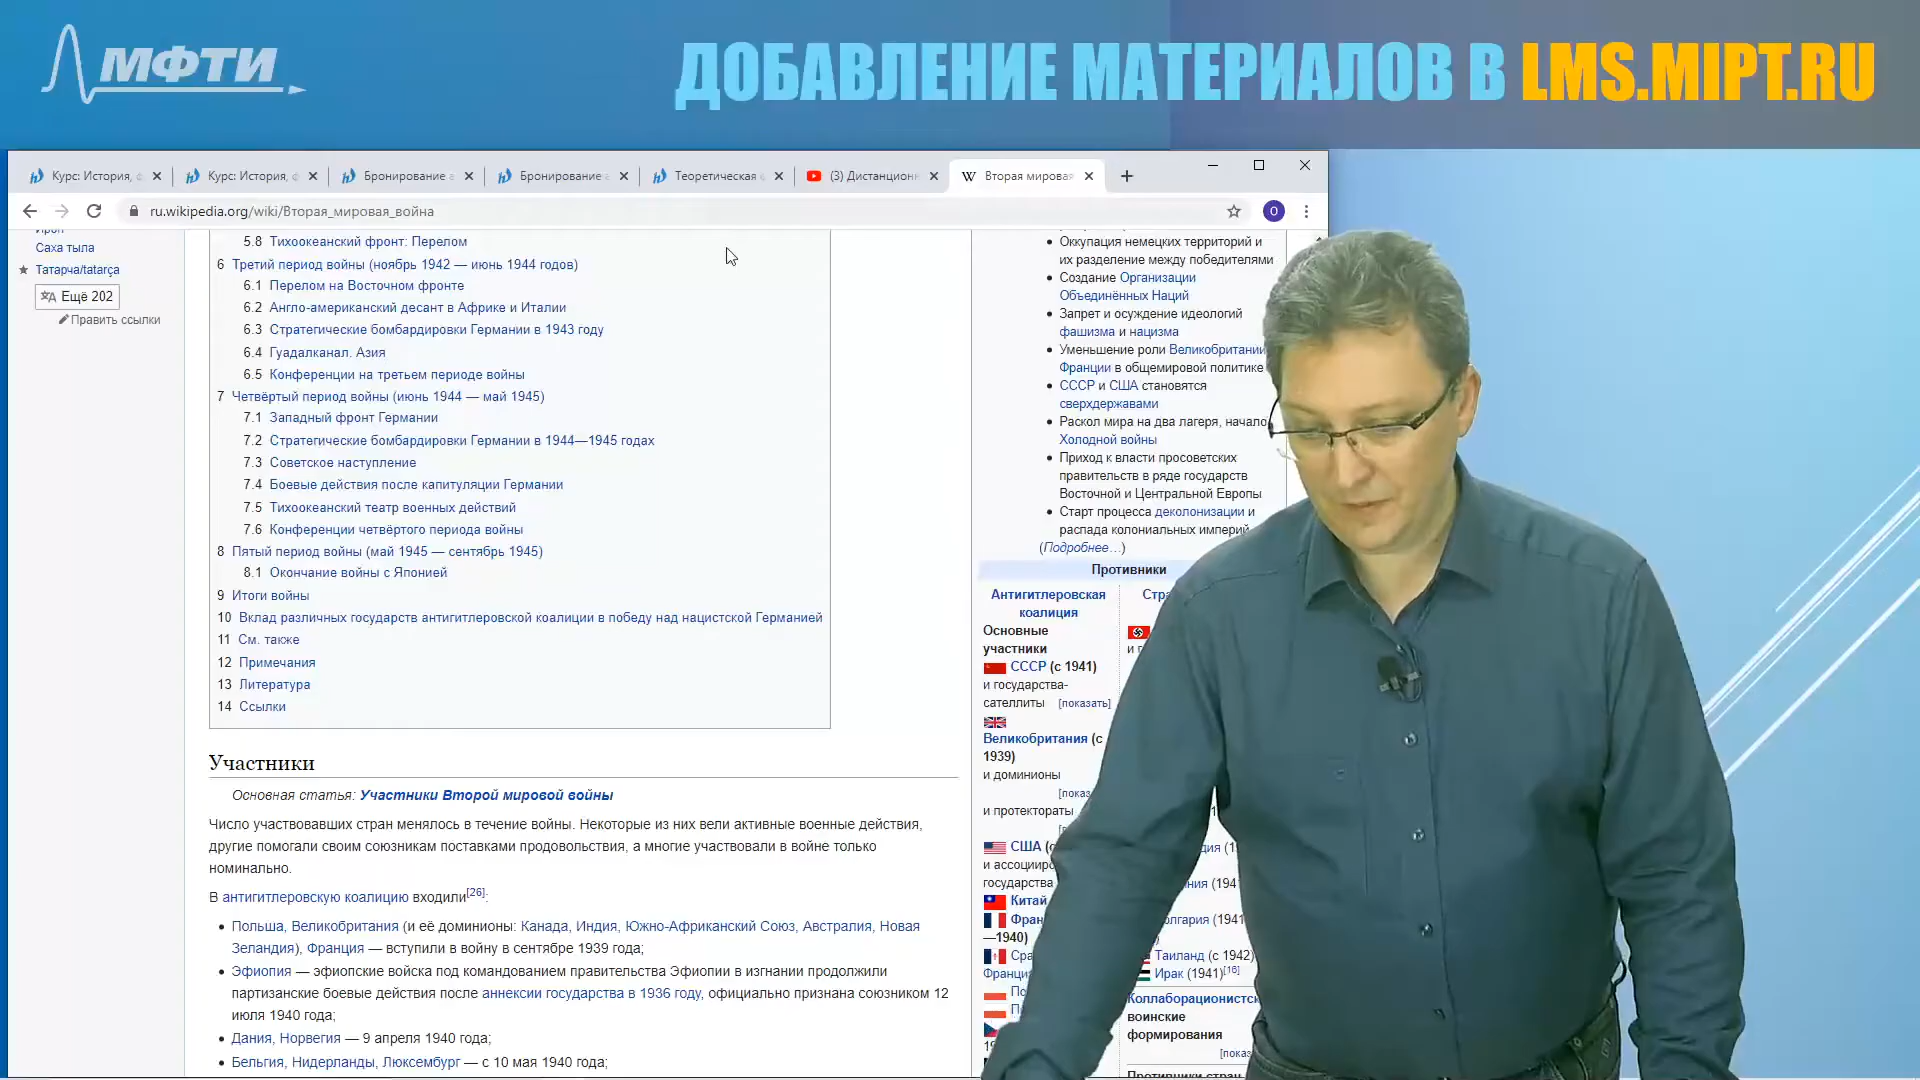 МФТИ
ДОБАВЛЕНИЕ МАТЕРИАЛОВ В LMS.MIPT.RU
Курс: История, ф
Курс: История, ф
Бронирование
Бронирование
Теоретическая
(3) Дистанцион
Вторая мировая
ru.wikipedia.org/wiki/Вторая_мировая_война
O
Саха тыла
Татарча/tatarça
Ещё 202
Править ссылки
5.8 Тихоокеанский фронт: Перелом
6 Третий период войны (ноябрь 1942 — июнь 1944 годов)
6.1 Перелом на Восточном фронте
6.2 Англо-американский десант в Африке и Италии
6.3 Стратегические бомбардировки Германии в 1943 году
6.4 Гуадалканал. Азия
6.5 Конференции на третьем периоде войны
7 Четвёртый период войны (июнь 1944 — май 1945)
7.1 Западный фронт Германии
7.2 Стратегические бомбардировки Германии в 1944—1945 годах
7.3 Советское наступление
7.4 Боевые действия после капитуляции Германии
7.5 Тихоокеанский театр военных действий
7.6 Конференции четвёртого периода войны
8 Пятый период войны (май 1945 — сентябрь 1945)
8.1 Окончание войны с Японией
9 Итоги войны
10 Вклад различных государств антигитлеровской коалиции в победу над нацистской Германией
11 См. также
12 Примечания
13 Литература
14 Ссылки
Участники
Основная статья: Участники Второй мировой войны
Число участвовавших стран менялось в течение войны. Некоторые из них вели активные военные действия,
другие помогали своим союзникам поставками продовольствия, а многие участвовали в войне только
номинально.
В антигитлеровскую коалицию входили[26]:
• Польша, Великобритания (и её доминионы: Канада, Индия, Южно-Африканский Союз, Австралия, Новая
Зеландия), Франция — вступили в войну в сентябре 1939 года;
• Эфиопия — эфиопские войска под командованием правительства Эфиопии в изгнании продолжили
партизанские боевые действия после аннексии государства в 1936 году, официально признана союзником 12
июля 1940 года;
• Дания, Норвегия — 9 апреля 1940 года;
• Бельгия, Нидерланды, Люксембург — с 10 мая 1940 года;
• Оккупация немецких территорий и
их разделение между победителями
• Создание Организации
Объединённых Наций
• Запрет и осуждение идеологий
фашизма и нацизма
• Уменьшение роли Великобритании
Франции в общемировой политике
• СССР и США становятся
сверхдержавами
• Раскол мира на два лагеря, начало
Холодной войны
• Приход к власти просоветских
правительств в ряде государств
Восточной и Центральной Европы
• Старт процесса деколонизации и
распада колониальных империй
(Подробнее…)
Противники
Антигитлеровская
коалиция
Стра
Основные
участники
СССР (с 1941)
и государства-
сателлиты [показать]
Великобритания (с
1939)
и доминионы
[показ
и протектораты
США (с
и ассоцииро
государства
Китай
Фран
—1940)
Сра
Франци
Таиланд (с 1942)
Ирак (1941)[16]
Коллаборационистск
воинские
формирования
[показ
Противники стран